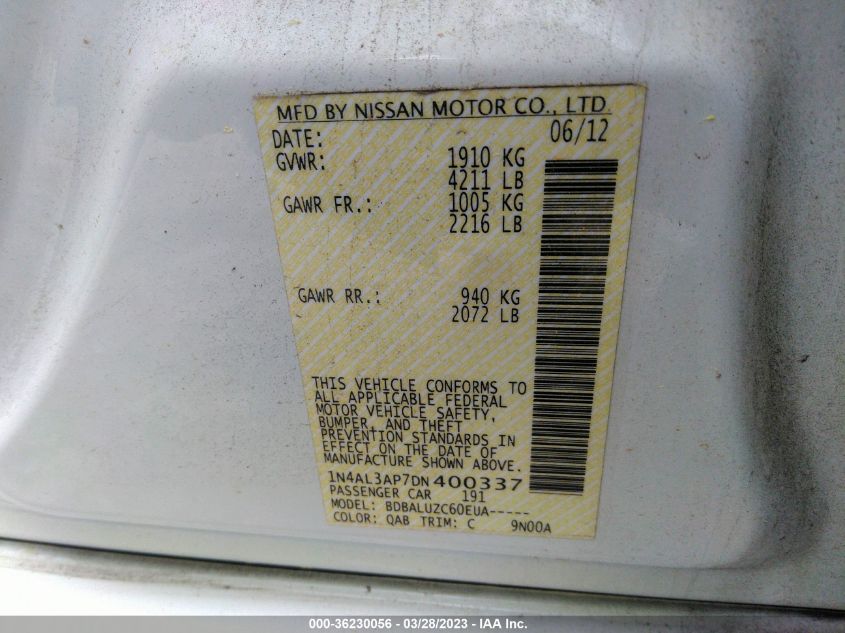 MFD BY NISSAN MOTOR CO., LTD.
DATE: 06/12
GVWR: 1910 KG
4211 LB
GAWR FR.: 1005 KG
2216 LB
GAWR RR.: 940 KG
2072 LB
THIS VEHICLE CONFORMS TO
ALL APPLICABLE FEDERAL
MOTOR VEHICLE SAFETY,
BUMPER, AND THEFT
PREVENTION STANDARDS IN
EFFECT ON THE DATE OF
MANUFACTURE SHOWN ABOVE.
1N4AL3AP7DN400337
PASSENGER CAR 191
MODEL: BDBALUZC60EUA-----
COLOR: QAB TRIM: C 9N00A
000-36230056 - 03/28/2023 - IAA Inc.